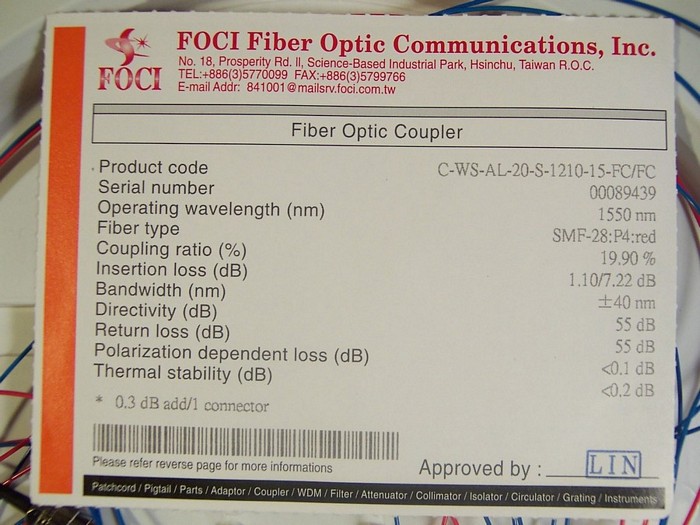 FOCI
FOCI Fiber Optic Communications, Inc.
No. 18, Prosperity Rd. II, Science-Based Industrial Park, Hsinchu, Taiwan R.O.C.
TEL:+886(3)5770099 FAX:+886(3)5799766
E-mail Addr: 841001@mailsrv.foci.com.tw
Fiber Optic Coupler
Product code C-WS-AL-20-S-1210-15-FC/FC
Serial number 00089439
Operating wavelength (nm) 1550 nm
Fiber type SMF-28:P4:red
Coupling ratio (%) 19.90 %
Insertion loss (dB) 1.10/7.22 dB
Bandwidth (nm) ±40 nm
Directivity (dB) 55 dB
Return loss (dB) 55 dB
Polarization dependent loss (dB) <0.1 dB
Thermal stability (dB) <0.2 dB
* 0.3 dB add/1 connector
Please refer reverse page for more informations
Approved by : LIN
Patchcord / Pigtail / Parts / Adaptor / Coupler / WDM / Filter / Attenuator / Collimator / Isolator / Circulator / Grating / Instruments